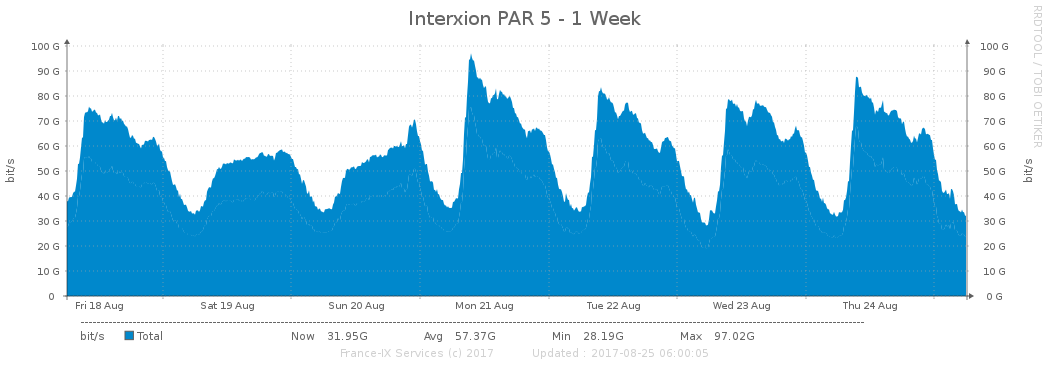 Interxion PAR 5 - 1 Week
RRDTOOL / TOBI OETIKER
bit/s
100 G 100 G
90 G 90 G
80 G 80 G
70 G 70 G
60 G 60 G
50 G 50 G
40 G 40 G
30 G 30 G
20 G 20 G
10 G 10 G
0 0 G
bit/s
Fri 18 Aug Sat 19 Aug Sun 20 Aug Mon 21 Aug Tue 22 Aug Wed 23 Aug Thu 24 Aug
bit/s Total Now 31.95G Avg 57.37G Min 28.19G Max 97.02G
France-IX Services (c) 2017 Updated : 2017-08-25 06:00:05